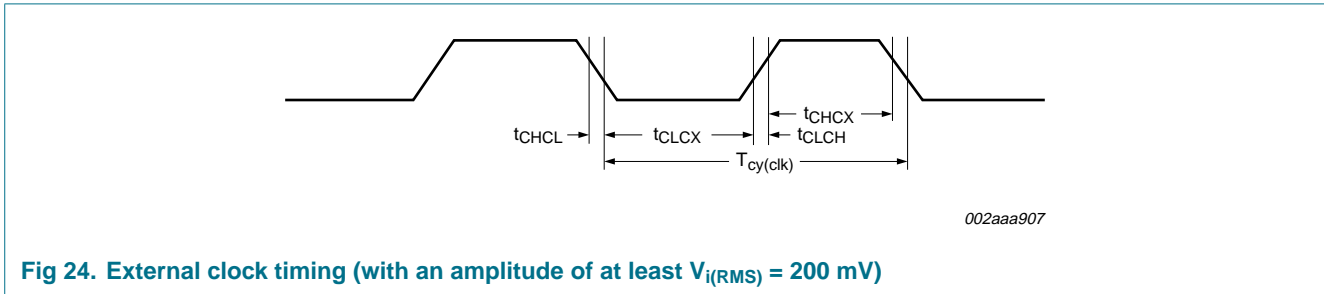 tCHCX
tCHCL
tCLCX
tCLCH
Tcy(clk)
002aaa907
Fig 24. External clock timing (with an amplitude of at least Vi(RMS) = 200 mV)